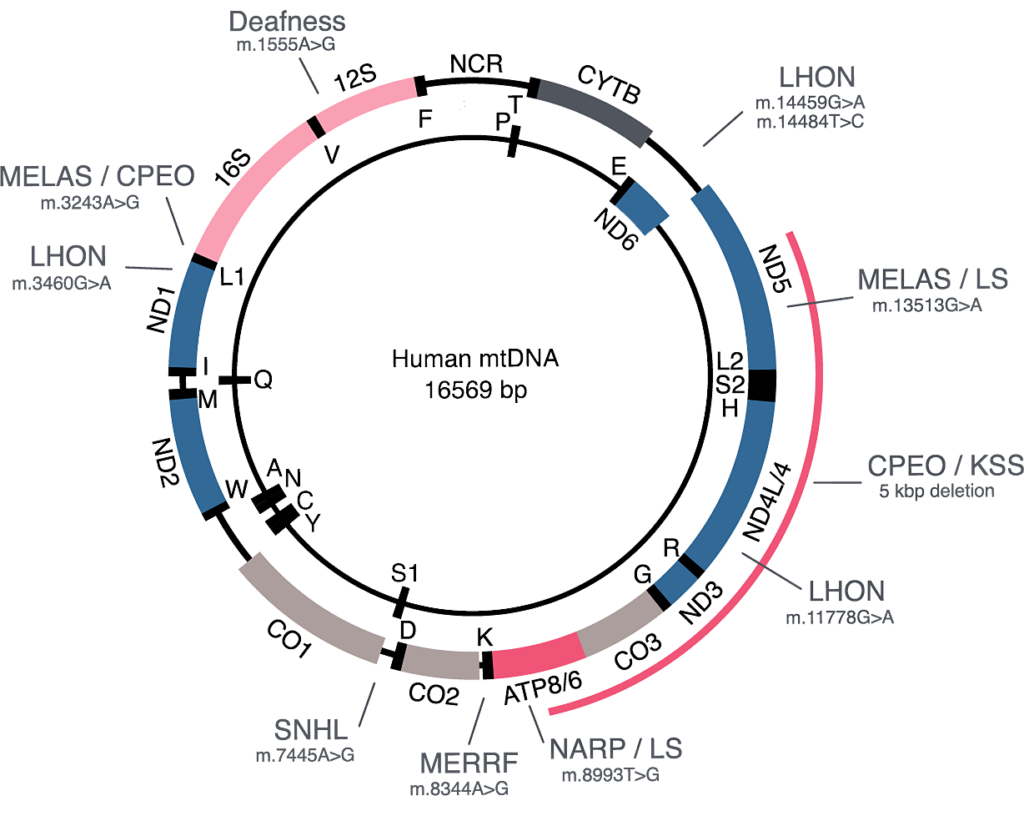 Deafness
m.1555A>G
12S
NCR
CYTB
LHON
m.14459G>A
m.14484T>C
F
T
P
V
16S
E
ND6
MELAS / CPEO
m.3243A>G
LHON
m.3460G>A
L1
ND1
ND5
MELAS / LS
m.13513G>A
Human mtDNA
16569 bp
I
Q
M
L2
S2
H
ND2
W
A
N
C
Y
CPEO / KSS
5 kbp deletion
ND4L/4
R
G
ND3
LHON
m.11778G>A
S1
D
K
CO1
CO2
ATP8/6
CO3
SNHL
m.7445A>G
MERRF
m.8344A>G
NARP / LS
m.8993T>G